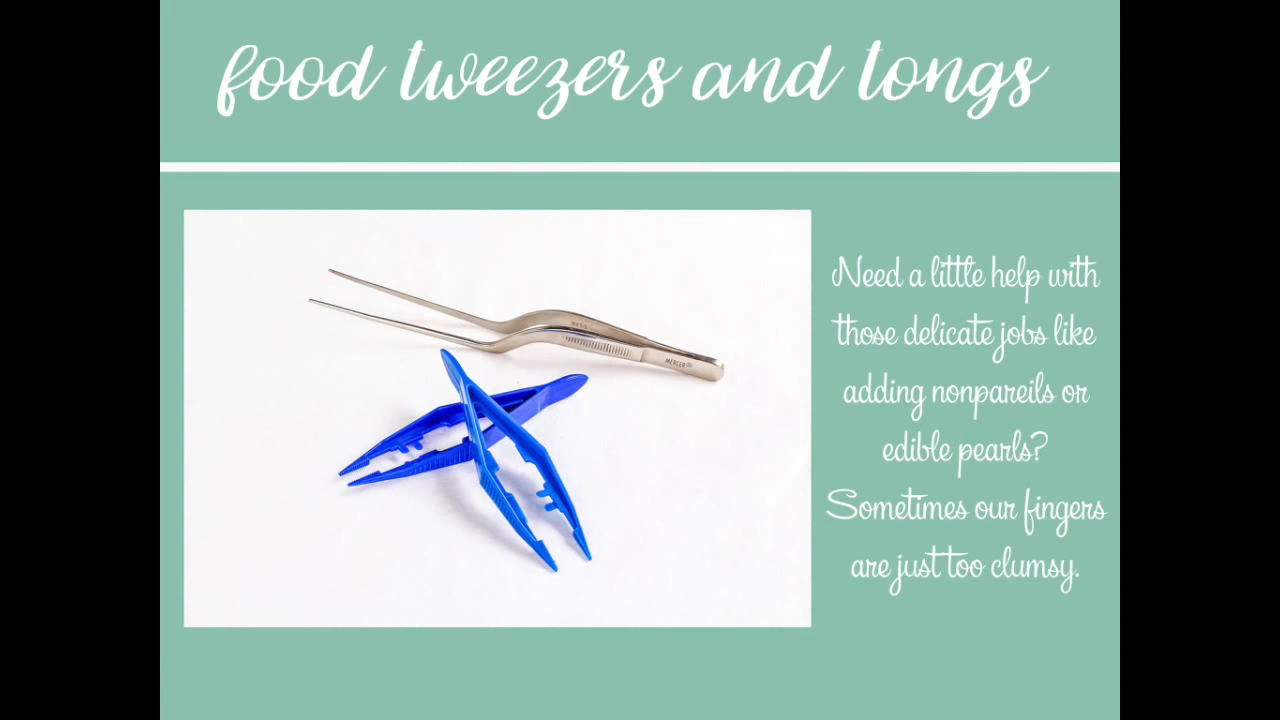 food tweezers and tongs
MERCER
Need a little help with
those delicate jobs like
adding nonpareils or
edible pearls?
Sometimes our fingers
are just too clumsy.